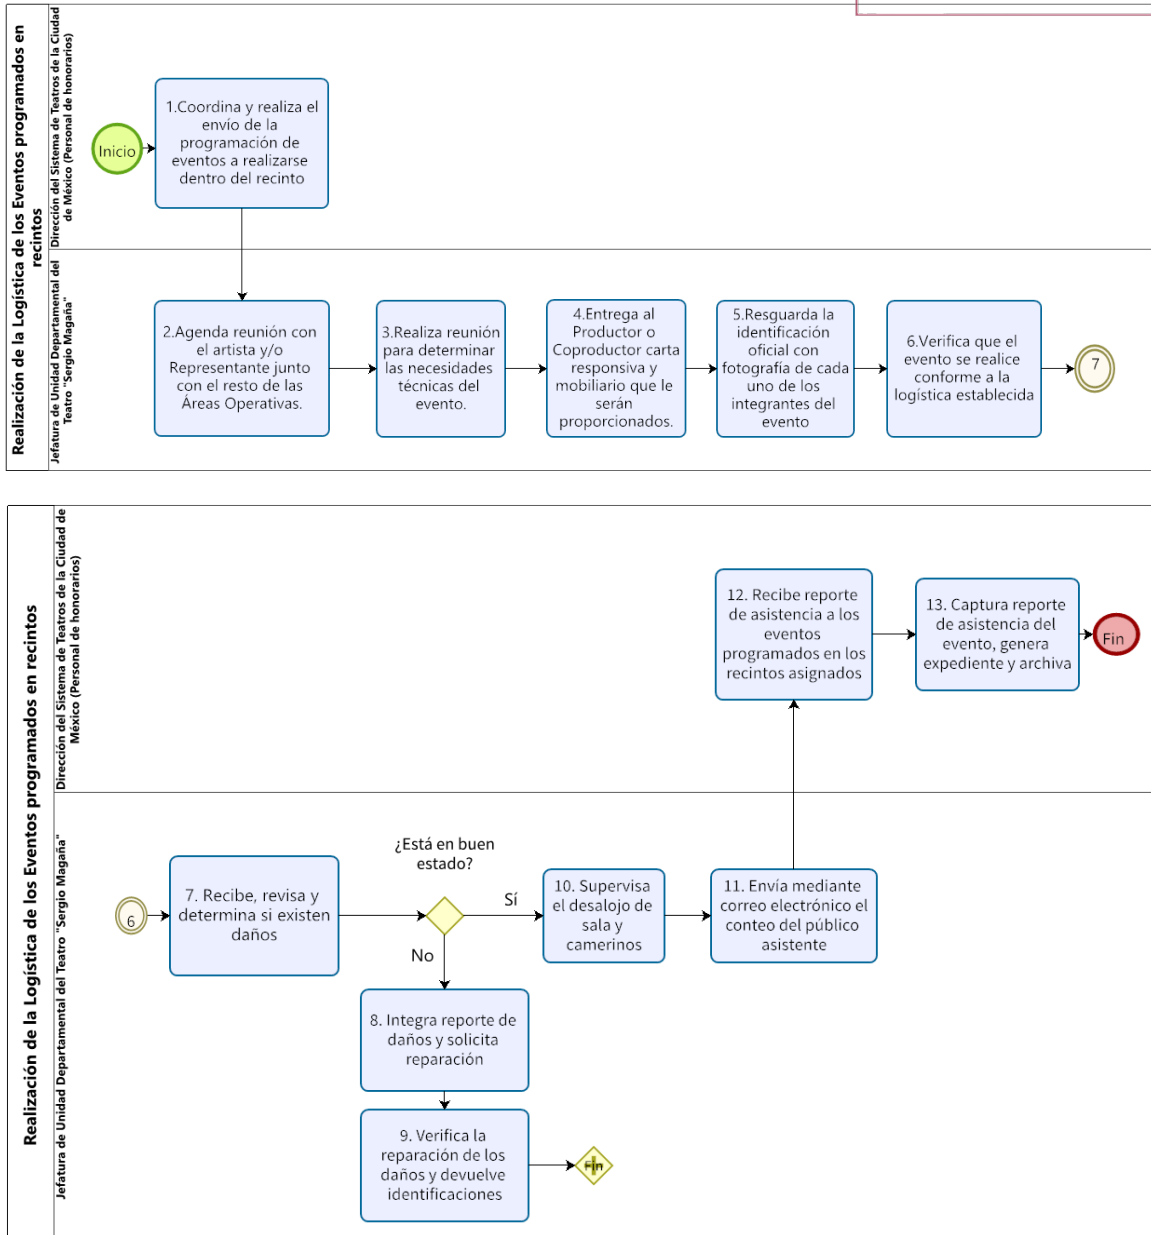 Realización de la Logística de los Eventos programados en
recintos
Dirección del Sistema de Teatros de la Ciudad
de México (Personal de honorarios)
Inicio
1.Coordina y realiza el
envío de la
programación de
eventos a realizarse
dentro del recinto
Jefatura de Unidad Departamental del
Teatro "Sergio Magaña"
2.Agenda reunión con
el artista y/o
Representante junto
con el resto de las
Áreas Operativas.
3.Realiza reunión
para determinar
las necesidades
técnicas del
evento.
4.Entrega al
Productor o
Coproductor carta
responsiva y
mobiliario que le
serán
proporcionados.
5.Resguarda la
identificación
oficial con
fotografía de cada
uno de los
integrantes del
evento
6.Verifica que el
evento se realice
conforme a la
logística establecida
7
Realización de la Logística de los Eventos programados en recintos
Dirección del Sistema de Teatros de la Ciudad de
México (Personal de honorarios)
12. Recibe reporte
de asistencia a los
eventos
programados en los
recintos asignados
13. Captura reporte
de asistencia del
evento, genera
expediente y archiva
Fin
Jefatura de Unidad Departamental del Teatro "Sergio Magaña"
6
7. Recibe, revisa y
determina si existen
daños
¿Está en buen
estado?
Sí
No
10. Supervisa
el desalojo de
sala y
camerinos
11. Envía mediante
correo electrónico el
conteo del público
asistente
8. Integra reporte de
daños y solicita
reparación
9. Verifica la
reparación de los
daños y devuelve
identificaciones
Fin